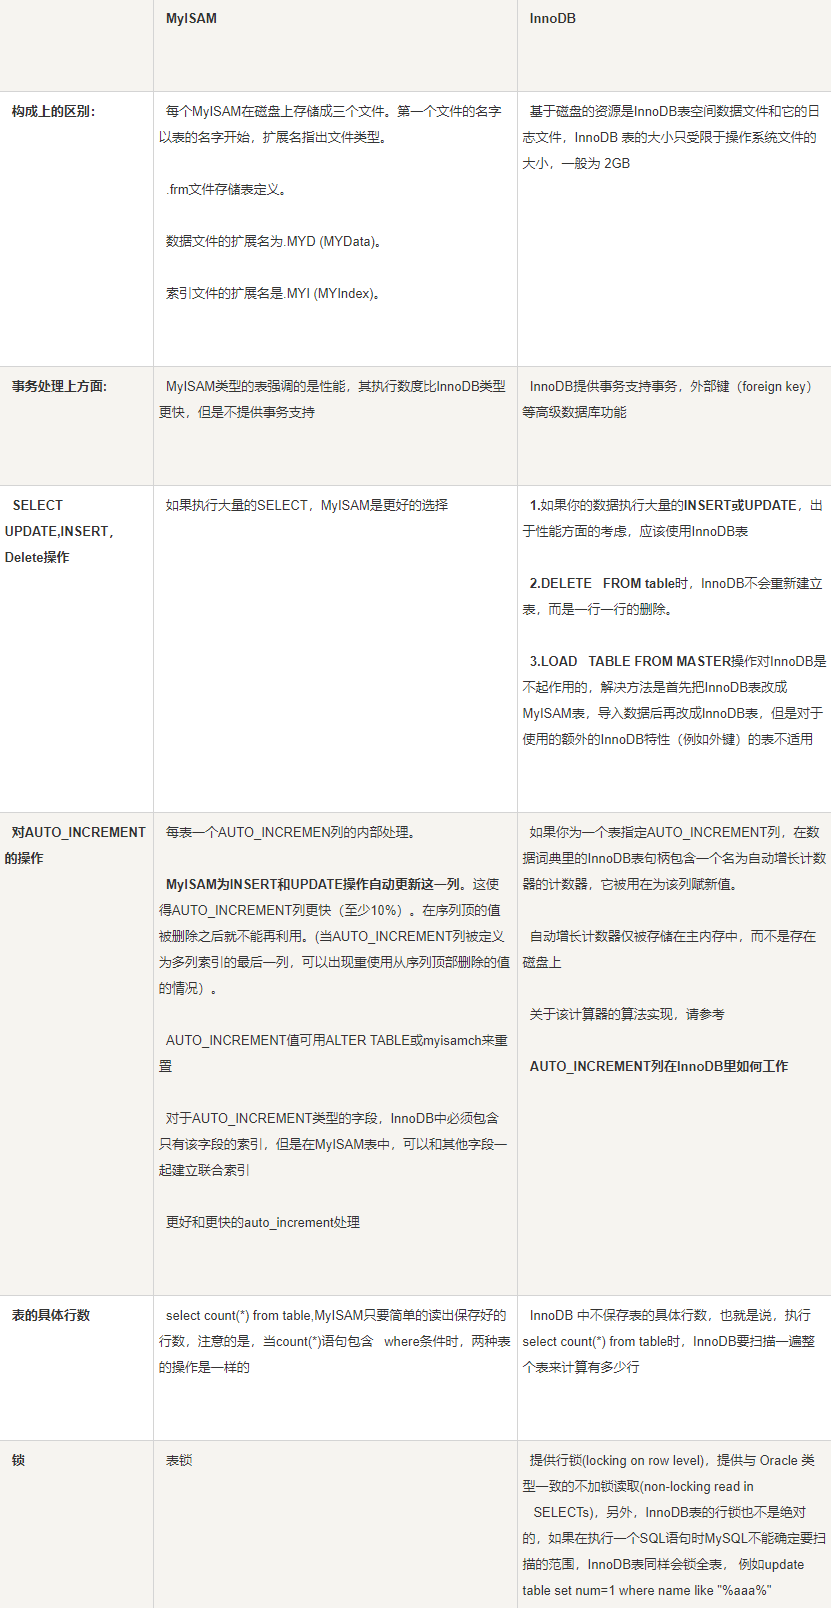 MyISAM
InnoDB
构成上的区别：
每个MyISAM在磁盘上存储成三个文件。第一个文件的名字
以表的名字开始，扩展名指出文件类型。
.frm文件存储表定义。
数据文件的扩展名为.MYD (MYData)。
索引文件的扩展名是.MYI (MYIndex)。
基于磁盘的资源是InnoDB表空间数据文件和它的日
志文件，InnoDB 表的大小只受限于操作系统文件的
大小，一般为 2GB
事务处理上方面:
MyISAM类型的表强调的是性能，其执行数度比InnoDB类型
更快，但是不提供事务支持
InnoDB提供事务支持事务，外部键（foreign key）
等高级数据库功能
SELECT
UPDATE,INSERT，
Delete操作
如果执行大量的SELECT，MyISAM是更好的选择
1.如果你的数据执行大量的INSERT或UPDATE，出
于性能方面的考虑，应该使用InnoDB表
2.DELETE FROM table时，InnoDB不会重新建立
表，而是一行一行的删除。
3.LOAD TABLE FROM MASTER操作对InnoDB是
不起作用的，解决方法是首先把InnoDB表改成
MyISAM表，导入数据后再改成InnoDB表，但是对于
使用的额外的InnoDB特性（例如外键）的表不适用
对AUTO_INCREMENT
的操作
每表一个AUTO_INCREMEN列的内部处理。
MyISAM为INSERT和UPDATE操作自动更新这一列。这使
得AUTO_INCREMENT列更快（至少10%）。在序列顶的值
被删除之后就不能再利用。(当AUTO_INCREMENT列被定义
为多列索引的最后一列，可以出现重使用从序列顶部删除的值
的情况）。
AUTO_INCREMENT值可用ALTER TABLE或myisamch来重
置
对于AUTO_INCREMENT类型的字段，InnoDB中必须包含
只有该字段的索引，但是在MyISAM表中，可以和其他字段一
起建立联合索引
更好和更快的auto_increment处理
如果你为一个表指定AUTO_INCREMENT列，在数
据词典里的InnoDB表句柄包含一个名为自动增长计数
器的计数器，它被用在为该列赋新值。
自动增长计数器仅被存储在主内存中，而不是存在
磁盘上
关于该计算器的算法实现，请参考
AUTO_INCREMENT列在InnoDB里如何工作
表的具体行数
select count(*) from table,MyISAM只要简单的读出保存好的
行数，注意的是，当count(*)语句包含 where条件时，两种表
的操作是一样的
InnoDB 中不保存表的具体行数，也就是说，执行
select count(*) from table时，InnoDB要扫描一遍整
个表来计算有多少行
锁
表锁
提供行锁(locking on row level)，提供与 Oracle 类
型一致的不加锁读取(non-locking read in
SELECTs)，另外，InnoDB表的行锁也不是绝对
的，如果在执行一个SQL语句时MySQL不能确定要扫
描的范围，InnoDB表同样会锁全表， 例如update
table set num=1 where name like "%aaa%"